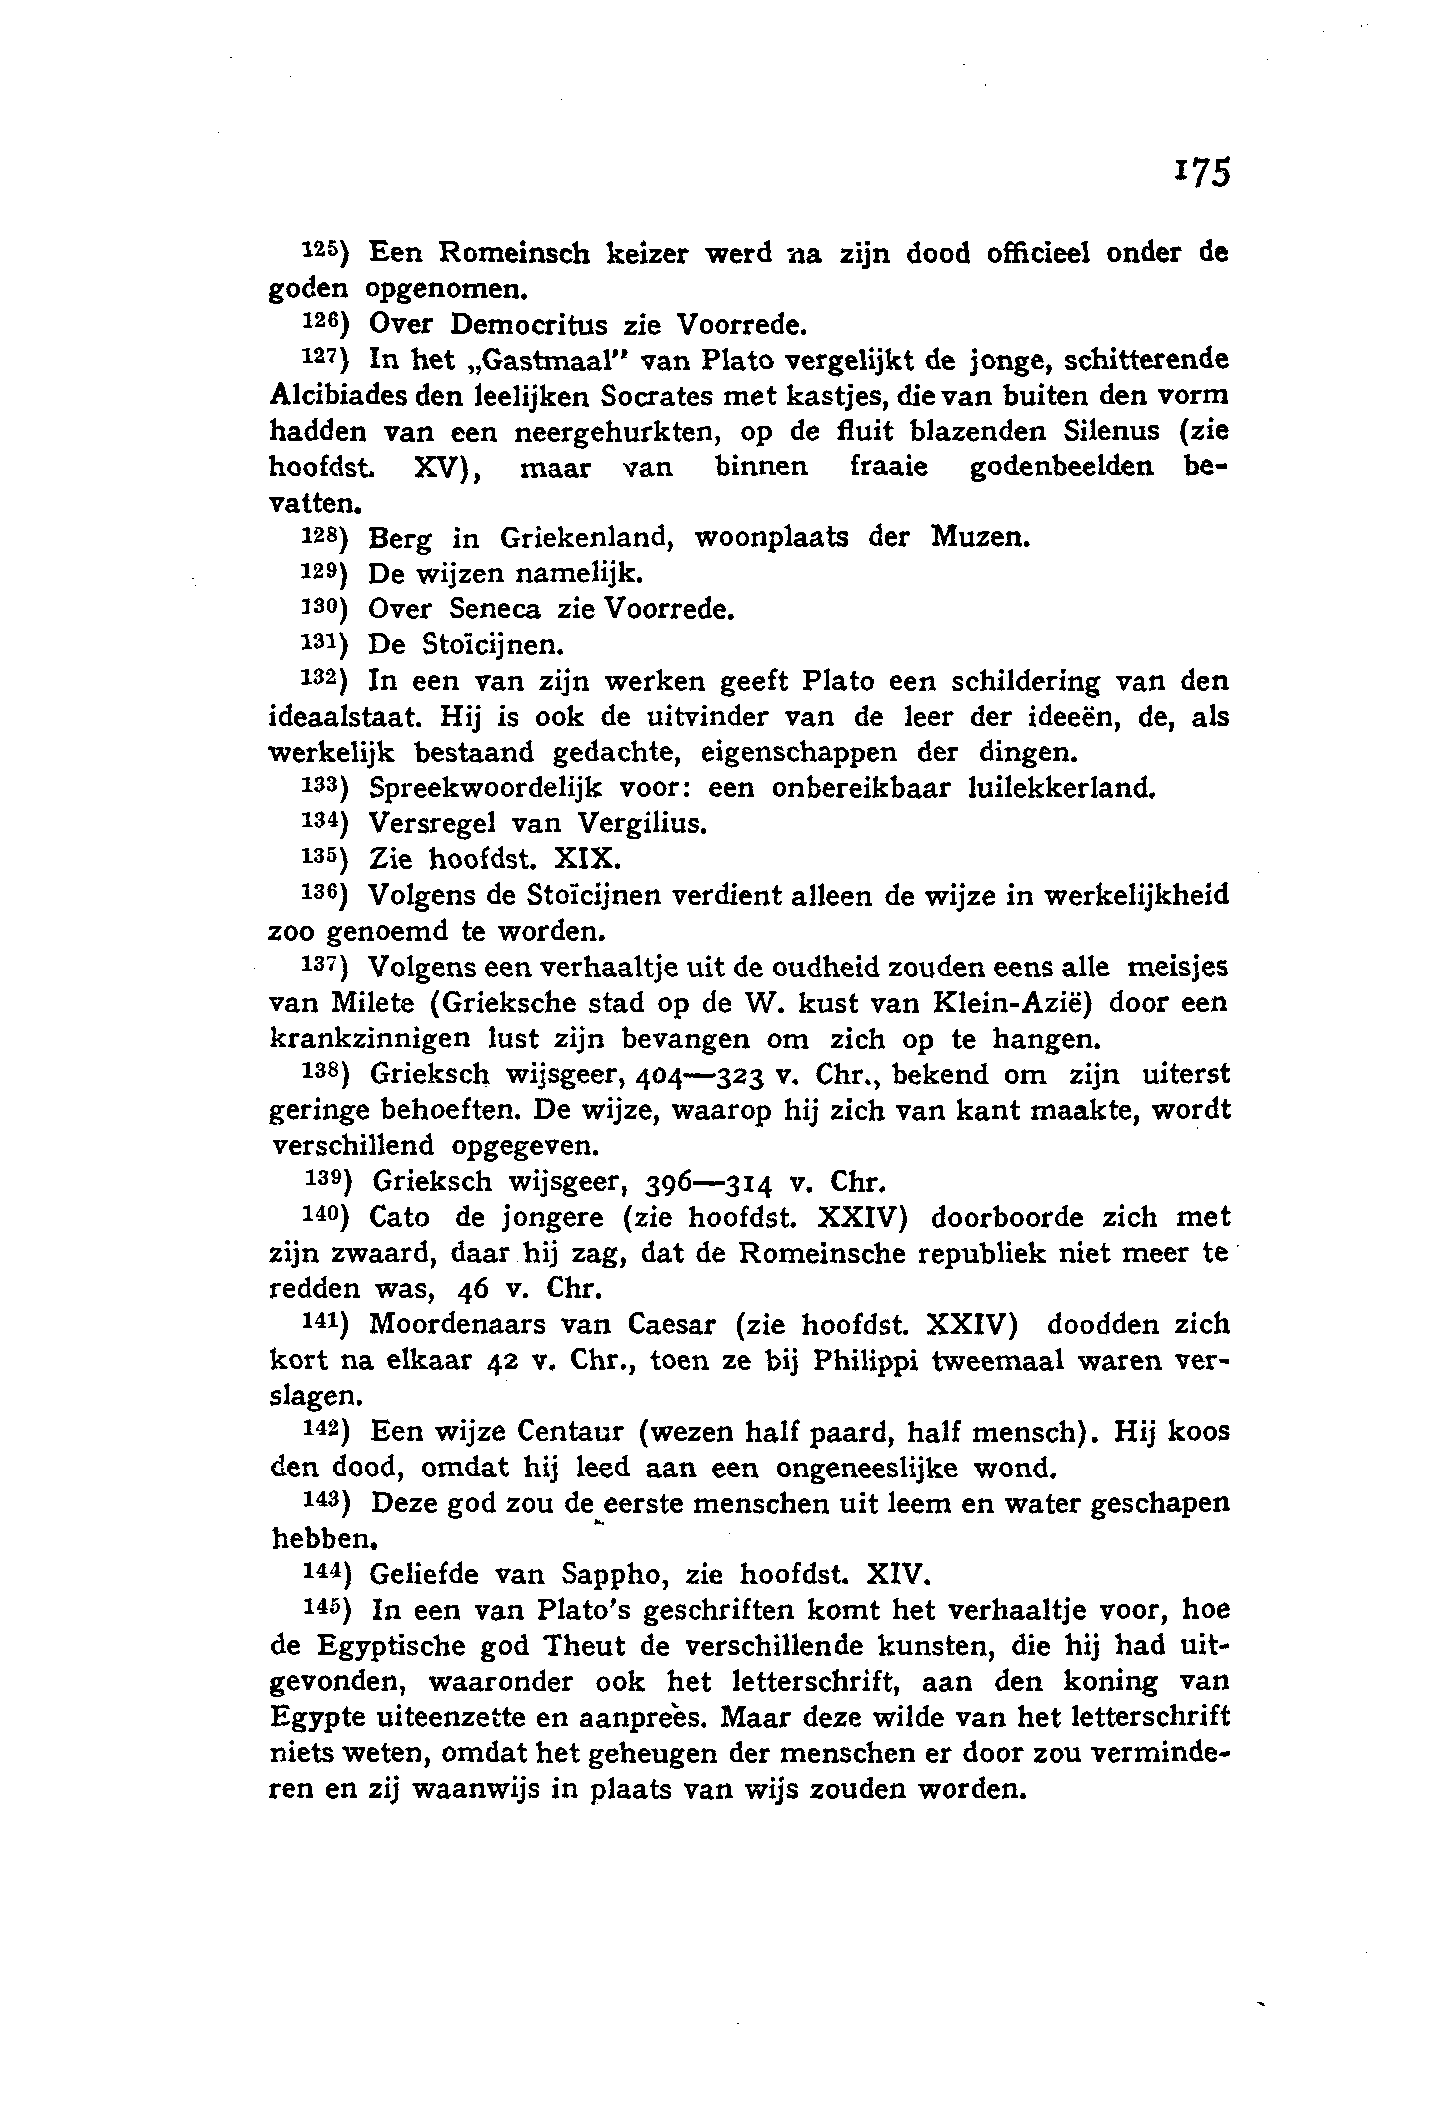 175
125) Een Romeinsch keizer werd na zijn dood officieel onder de
goden opgenomen.
126) Over Democritus zie Voorrede.
127) In het „Gastmaal" van Plato vergelijkt de jonge, schitterende
Alcibiades den leelijken Socrates met kastjes, die van buiten den vorm
hadden van een neergehurkten, op de fluit blazenden Silenus (zie
hoofdst. XV), maar van binnen fraaie godenbeelden be-
vatten.
128) Berg in Griekenland, woonplaats der Muzen.
129) De wijzen namelijk.
130) Over Seneca zie Voorrede.
131) De Stoïcijnen.
132) In een van zijn werken geeft Plato een schildering van den
ideaalstaat. Hij is ook de uitvinder van de leer der ideeën, de, als
werkelijk bestaand gedachte, eigenschappen der dingen.
133) Spreekwoordelijk voor: een onbereikbaar luilekkerland.
134) Versregel van Vergilius.
135) Zie hoofdst. XIX.
136) Volgens de Stoïcijnen verdient alleen de wijze in werkelijkheid
zoo genoemd te worden.
137) Volgens een verhaaltje uit de oudheid zouden eens alle meisjes
van Milete (Grieksche stad op de W. kust van Klein-Azië) door een
krankzinnigen lust zijn bevangen om zich op te hangen.
138) Grieksch wijsgeer, 404—323 v. Chr., bekend om zijn uiterst
geringe behoeften. De wijze, waarop hij zich van kant maakte, wordt
verschillend opgegeven.
139) Grieksch wijsgeer, 396—314 v. Chr.
140) Cato de jongere (zie hoofdst. XXIV) doorboorde zich met
zijn zwaard, daar hij zag, dat de Romeinsche republiek niet meer te
redden was, 46 v. Chr.
141) Moordenaars van Caesar (zie hoofdst. XXIV) doodden zich
kort na elkaar 42 v. Chr., toen ze bij Philippi tweemaal waren ver-
slagen.
142) Een wijze Centaur (wezen half paard, half mensch). Hij koos
den dood, omdat hij leed aan een ongeneeslijke wond.
143) Deze god zou de eerste menschen uit leem en water geschapen
hebben.
144) Geliefde van Sappho, zie hoofdst. XIV.
145) In een van Plato's geschriften komt het verhaaltje voor, hoe
de Egyptische god Theut de verschillende kunsten, die hij had uit-
gevonden, waaronder ook het letterschrift, aan den koning van
Egypte uiteenzette en aanpreès. Maar deze wilde van het letterschrift
niets weten, omdat het geheugen der menschen er door zou verminde-
ren en zij waanwijs in plaats van wijs zouden worden.